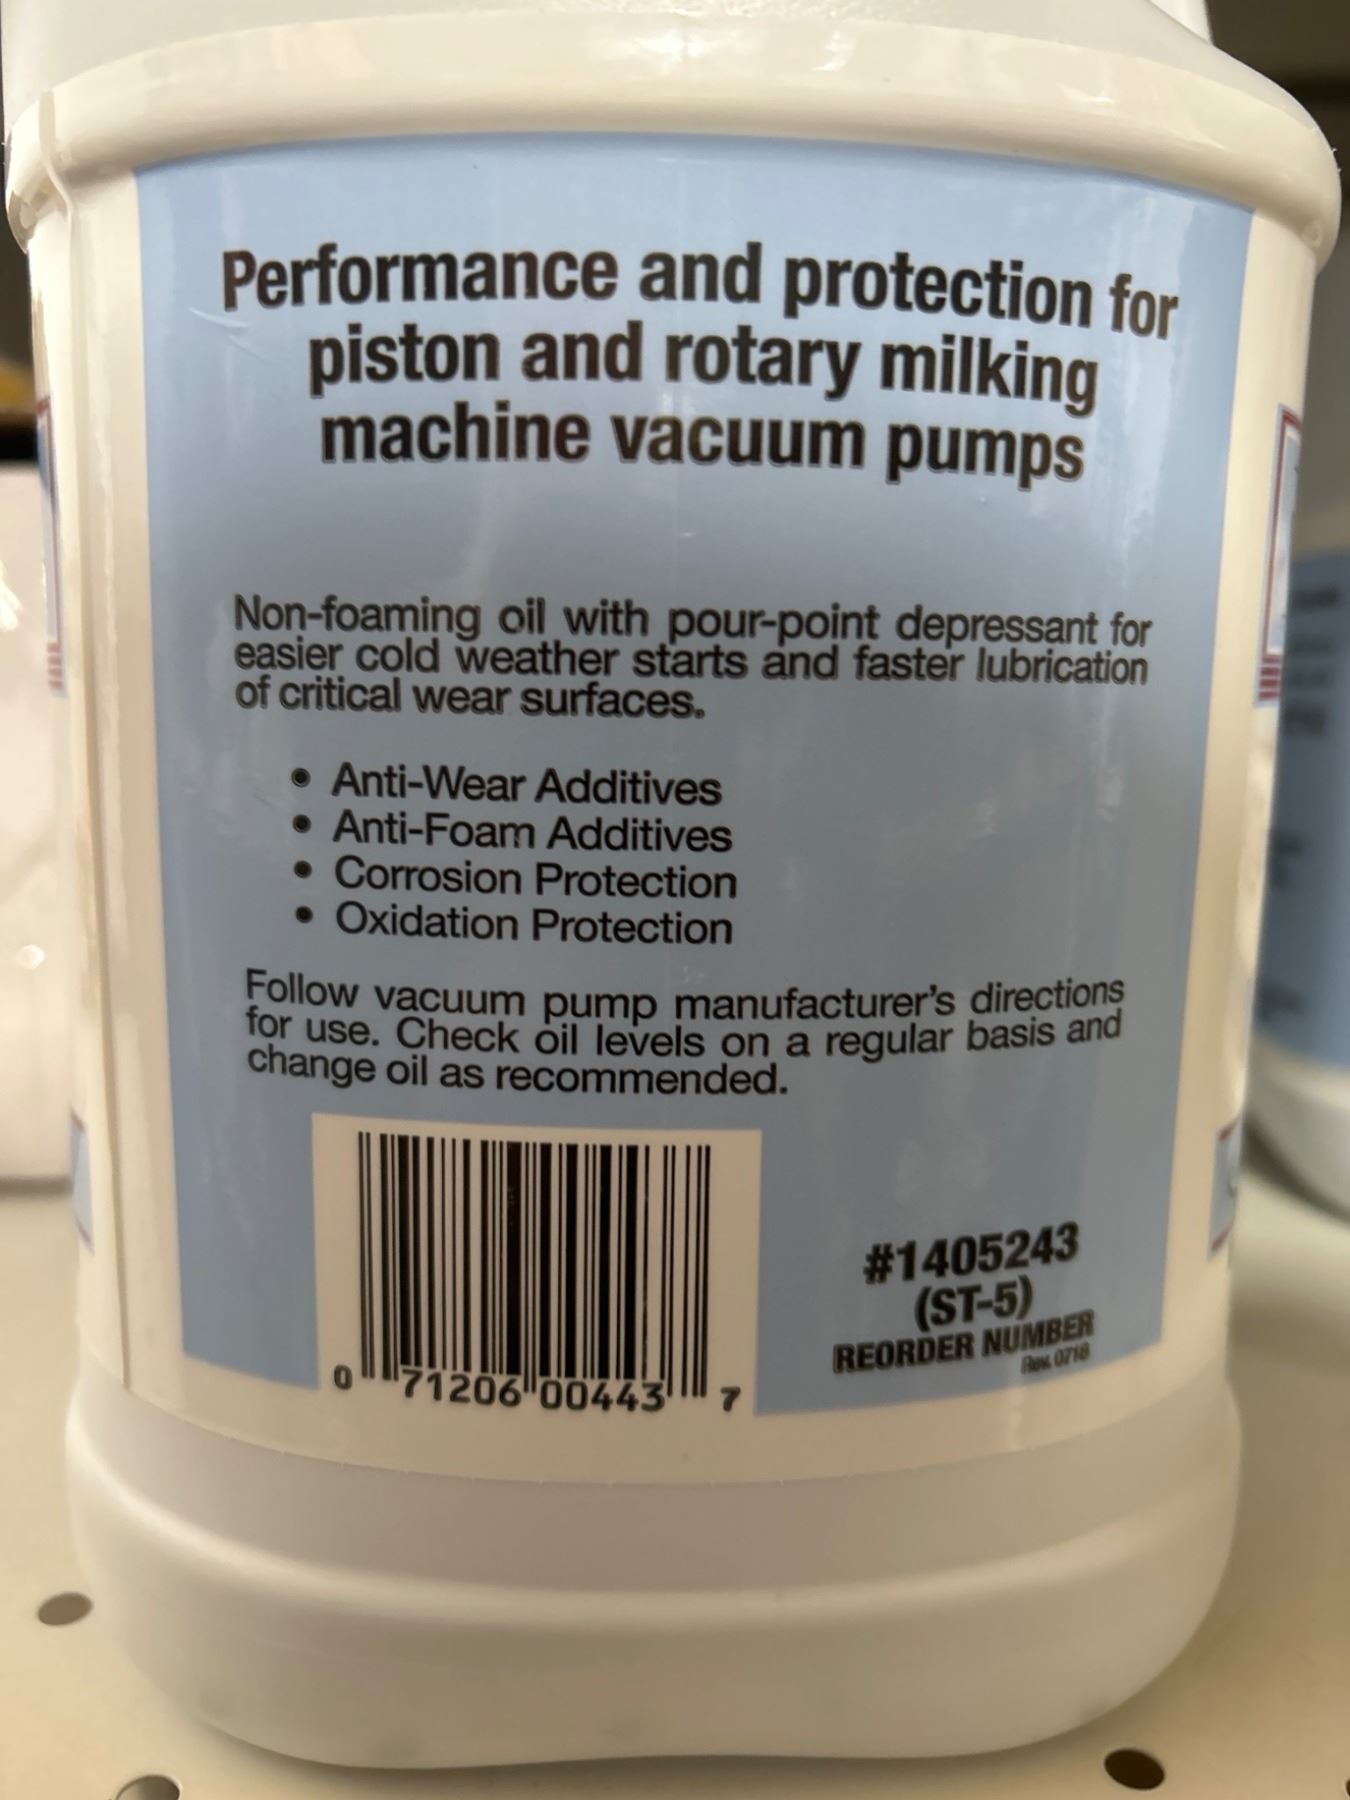 Performance and protection for
piston and rotary milking
machine vacuum pumps
Non-foaming oil with pour-point depressant for
easier cold weather starts and faster lubrication
of critical wear surfaces.
• Anti-Wear Additives
• Anti-Foam Additives
• Corrosion Protection
• Oxidation Protection
Follow vacuum pump manufacturer's directions
for use. Check oil levels on a regular basis and
change oil as recommended.
0 71206 00443 7
#1405243
(ST-5)
REORDER NUMBER
Rev. 0718